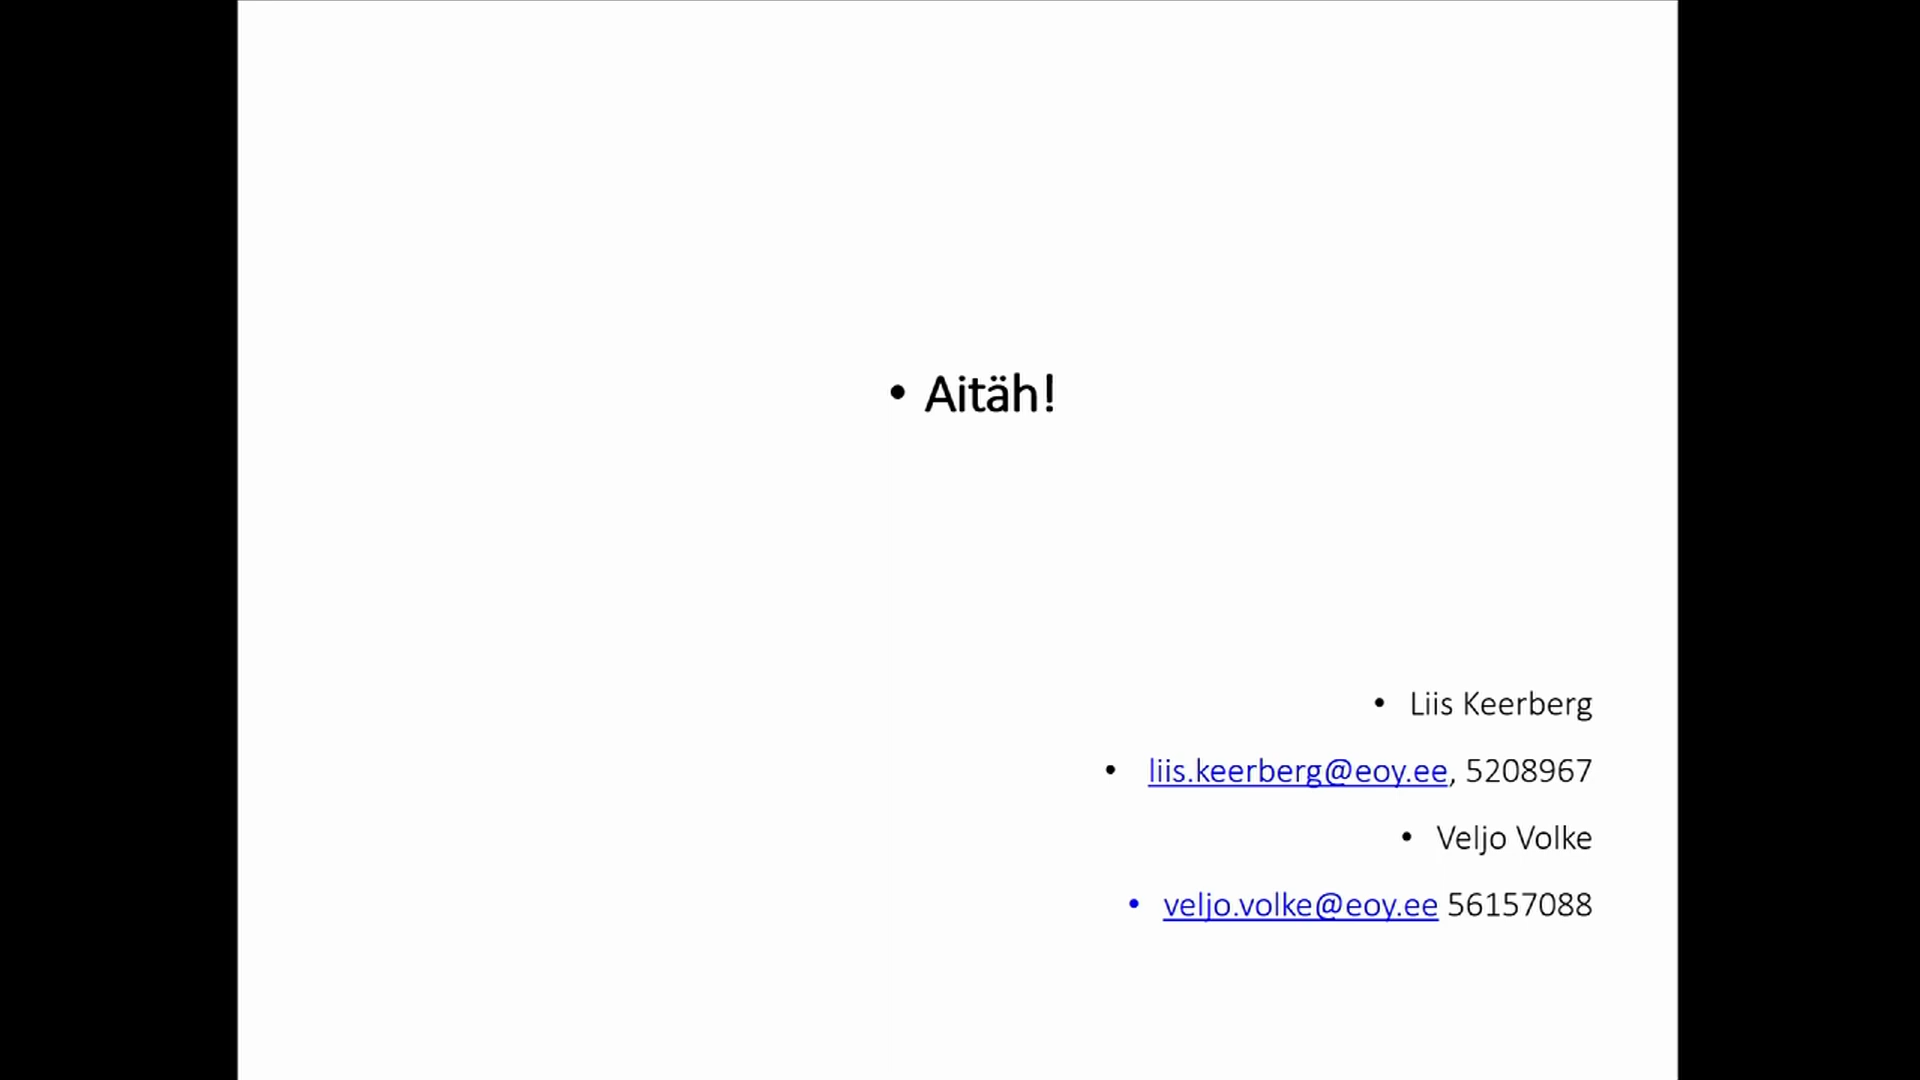 • Aitäh!
• Liis Keerberg
• liis.keerberg@eoy.ee, 5208967
• Veljo Volke
• veljo.volke@eoy.ee 56157088